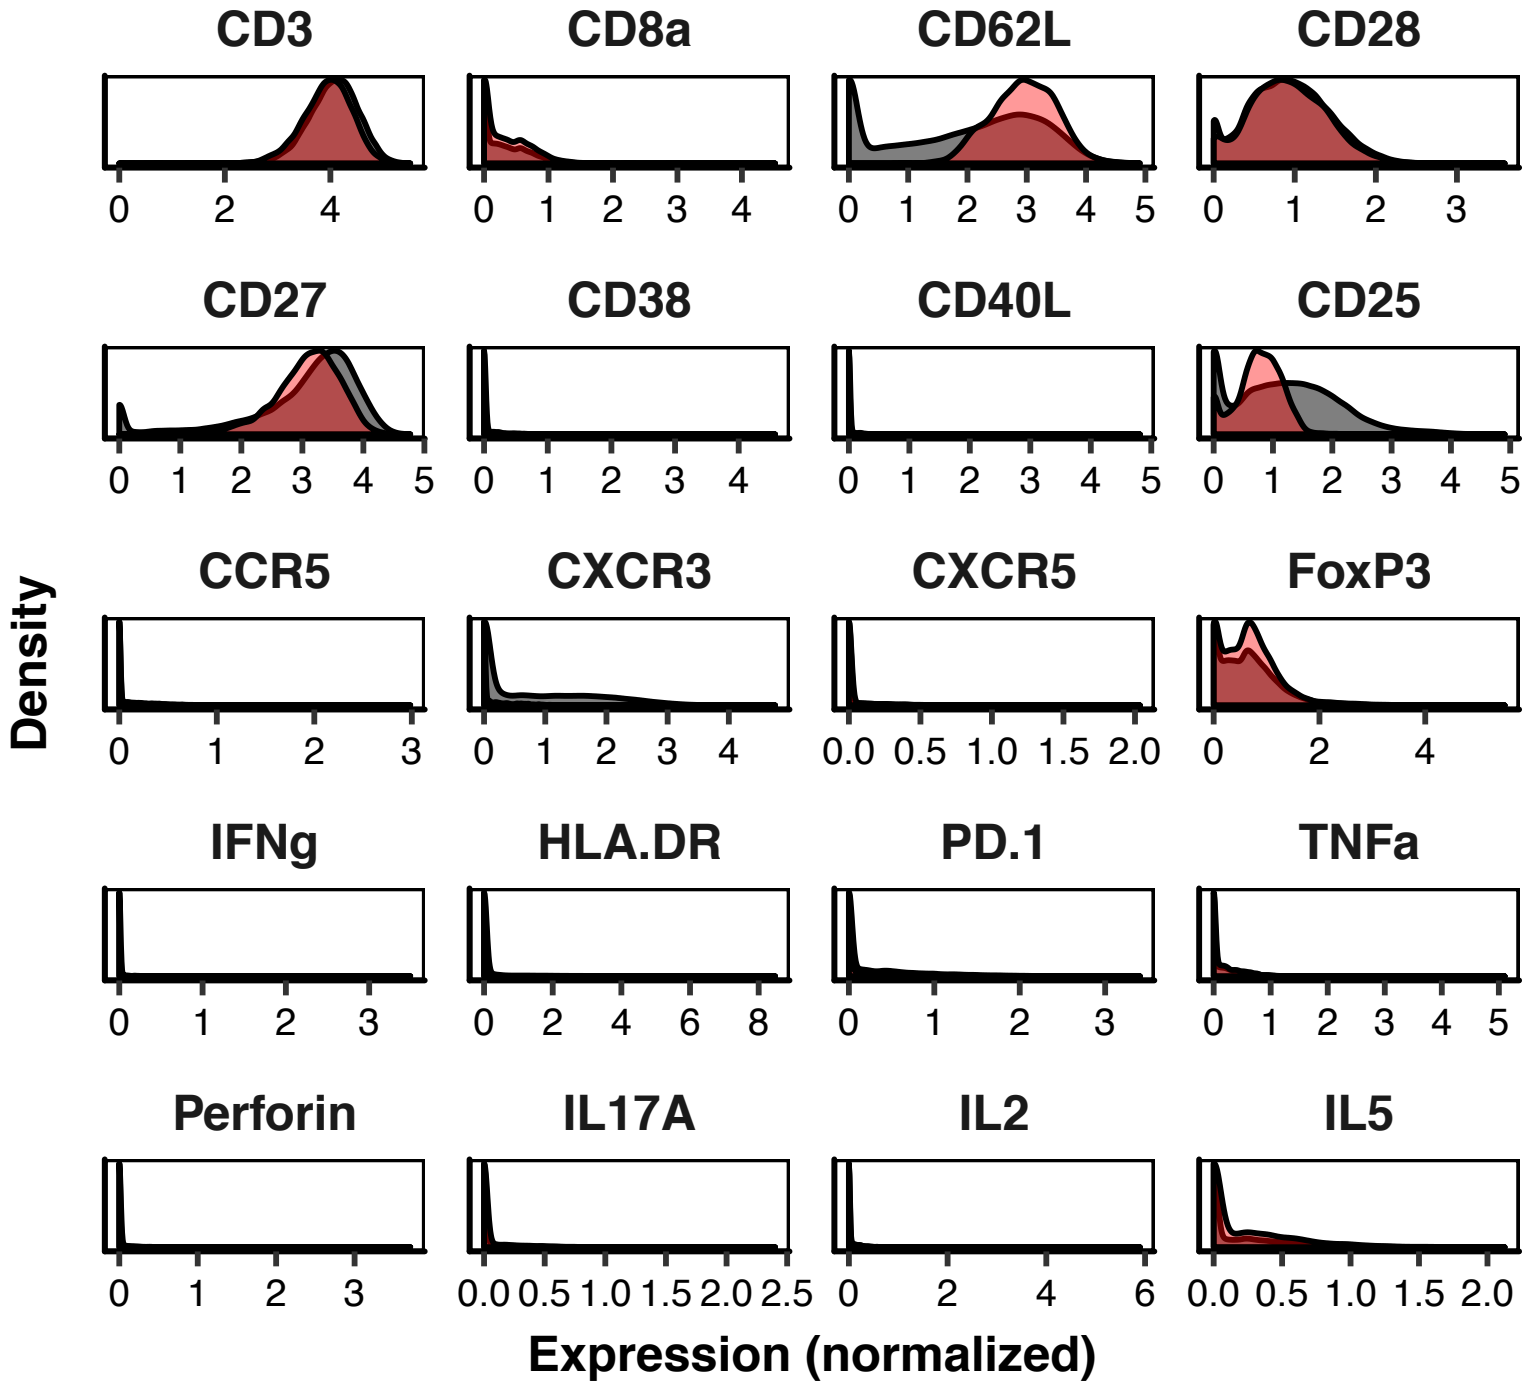 CD3 CD8a CD62L CD28
0 2 4 0 1 2 3 4 0 1 2 3 4 5 0 1 2 3
CD27 CD38 CD40L CD25
0 1 2 3 4 5 0 1 2 3 4 0 1 2 3 4 5 0 1 2 3 4 5
CCR5 CXCR3 CXCR5 FoxP3
0 1 2 3 0 1 2 3 4 0.0 0.5 1.0 1.5 2.0 0 2 4
Density
IFNg HLA.DR PD.1 TNFa
0 1 2 3 0 2 4 6 8 0 1 2 3 0 1 2 3 4 5
Perforin IL17A IL2 IL5
0 1 2 3 0.0 0.5 1.0 1.5 2.0 2.5 0 2 4 6 0.0 0.5 1.0 1.5 2.0
Expression (normalized)